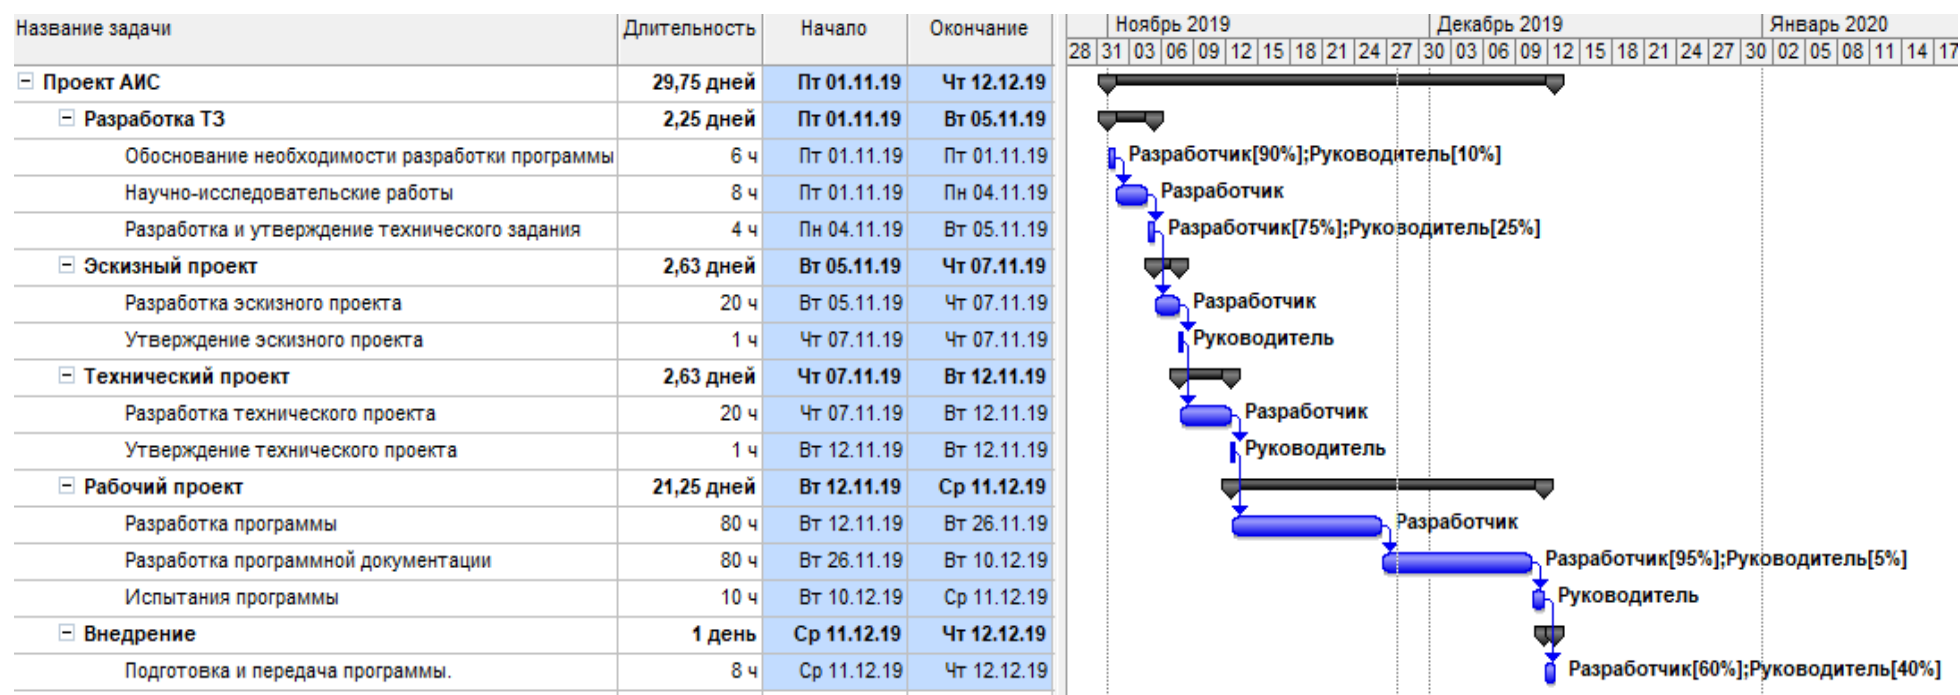 Название задачи Длительность Начало Окончание Ноябрь 2019 Декабрь 2019 Январь 2020
28 31 03 06 09 12 15 18 21 24 27 30 03 06 09 12 15 18 21 24 27 30 02 05 08 11 14 17
Проект АИС 29,75 дней Пт 01.11.19 Чт 12.12.19
Разработка ТЗ 2,25 дней Пт 01.11.19 Вт 05.11.19
Обоснование необходимости разработки программы 6 ч Пт 01.11.19 Пт 01.11.19 Разработчик[90%];Руководитель[10%]
Научно-исследовательские работы 8 ч Пт 01.11.19 Пн 04.11.19 Разработчик
Разработка и утверждение технического задания 4 ч Пн 04.11.19 Вт 05.11.19 Разработчик[75%];Руководитель[25%]
Эскизный проект 2,63 дней Вт 05.11.19 Чт 07.11.19
Разработка эскизного проекта 20 ч Вт 05.11.19 Чт 07.11.19 Разработчик
Утверждение эскизного проекта 1 ч Чт 07.11.19 Чт 07.11.19 Руководитель
Технический проект 2,63 дней Чт 07.11.19 Вт 12.11.19
Разработка технического проекта 20 ч Чт 07.11.19 Вт 12.11.19 Разработчик
Утверждение технического проекта 1 ч Вт 12.11.19 Вт 12.11.19 Руководитель
Рабочий проект 21,25 дней Вт 12.11.19 Ср 11.12.19
Разработка программы 80 ч Вт 12.11.19 Вт 26.11.19 Разработчик
Разработка программной документации 80 ч Вт 26.11.19 Вт 10.12.19 Разработчик[95%];Руководитель[5%]
Испытания программы 10 ч Вт 10.12.19 Ср 11.12.19 Руководитель
Внедрение 1 день Ср 11.12.19 Чт 12.12.19
Подготовка и передача программы. 8 ч Ср 11.12.19 Чт 12.12.19 Разработчик[60%];Руководитель[40%]